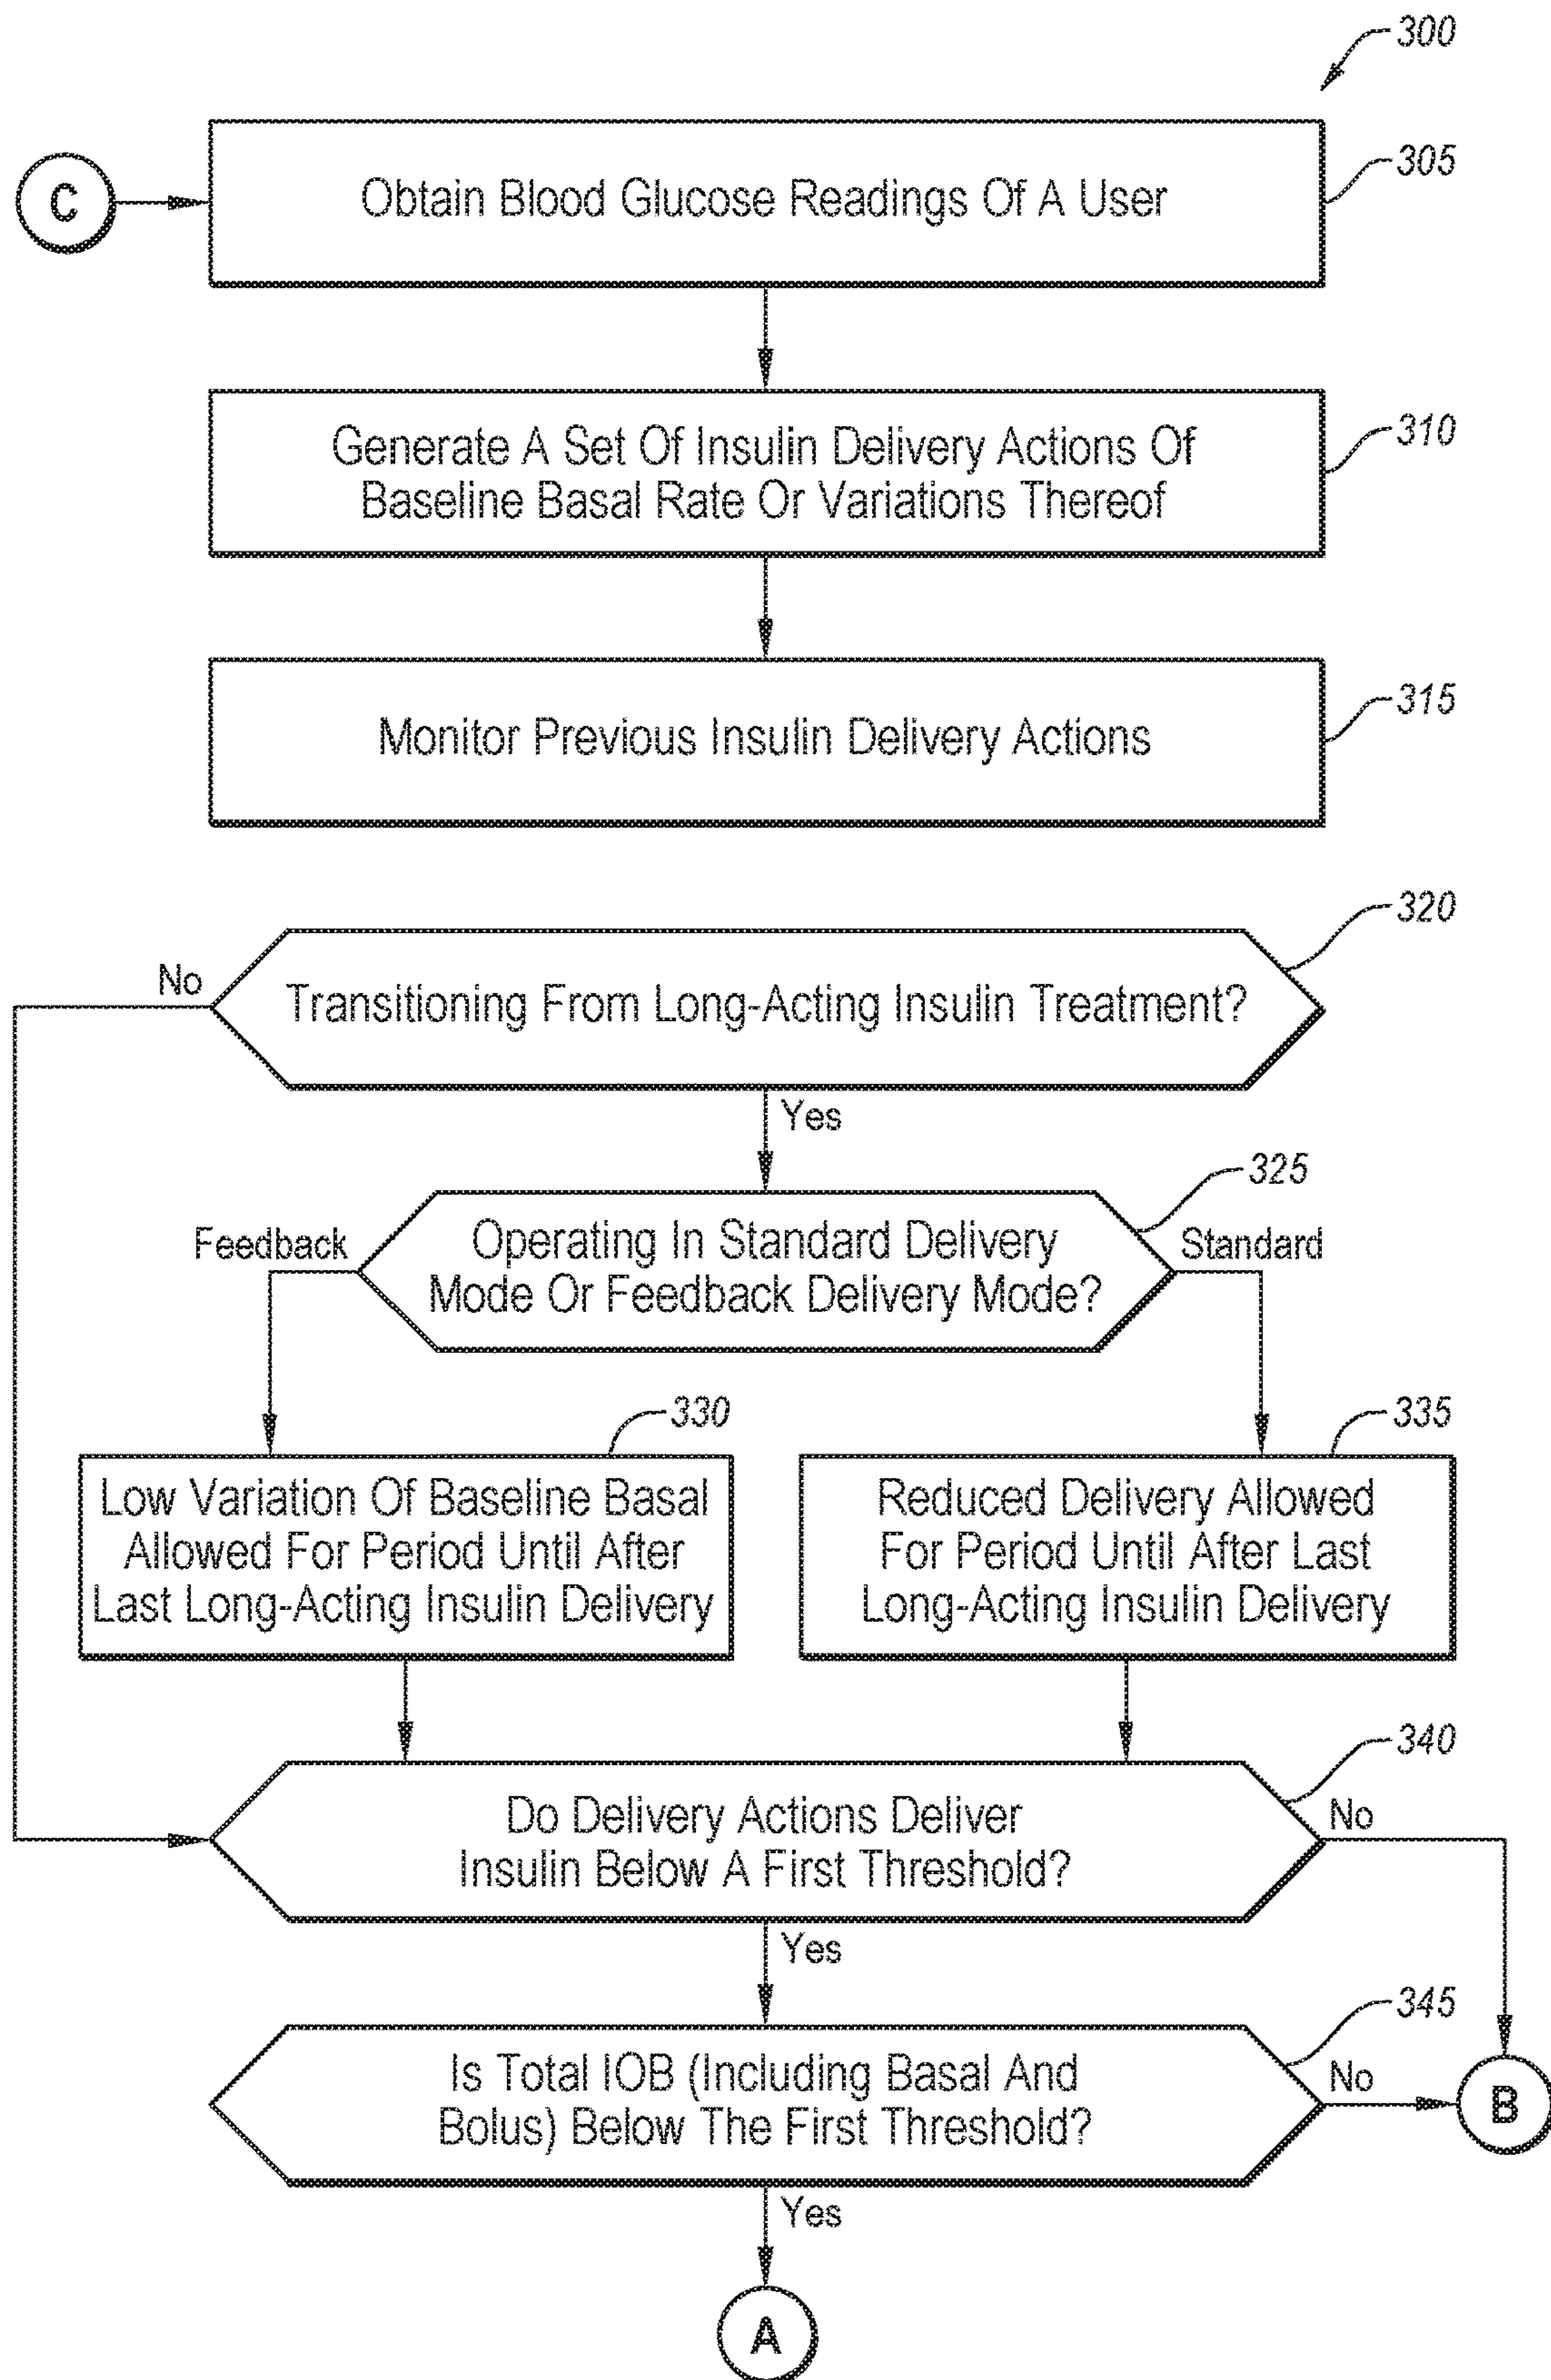 300
C
Obtain Blood Glucose Readings Of A User
305
Generate A Set Of Insulin Delivery Actions Of
Baseline Basal Rate Or Variations Thereof
310
Monitor Previous Insulin Delivery Actions
315
320
No
Transitioning From Long-Acting Insulin Treatment?
Yes
325
Feedback
Operating In Standard Delivery
Mode Or Feedback Delivery Mode?
Standard
330
Low Variation Of Baseline Basal
Allowed For Period Until After
Last Long-Acting Insulin Delivery
335
Reduced Delivery Allowed
For Period Until After Last
Long-Acting Insulin Delivery
340
Do Delivery Actions Deliver
Insulin Below A First Threshold?
No
Yes
345
Is Total IOB (Including Basal And
Bolus) Below The First Threshold?
No
B
Yes
A